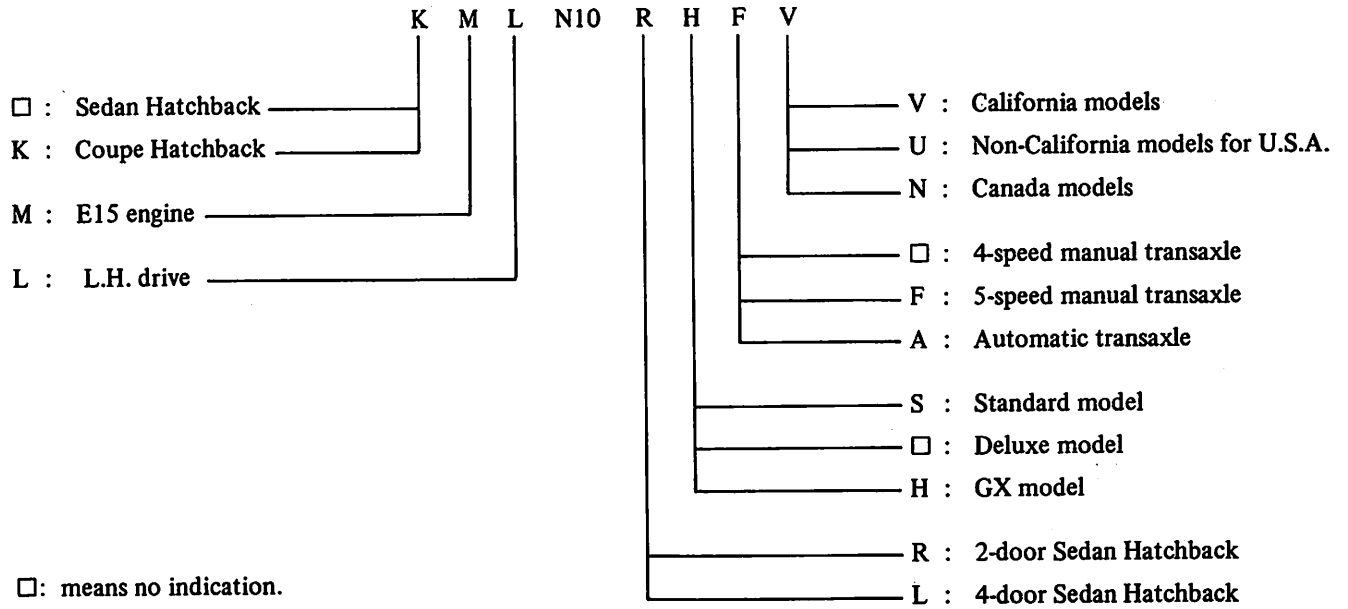 K M L N10 R H F V
□ : Sedan Hatchback
K : Coupe Hatchback
M : E15 engine
L : L.H. drive
V : California models
U : Non-California models for U.S.A.
N : Canada models
□ : 4-speed manual transaxle
F : 5-speed manual transaxle
A : Automatic transaxle
S : Standard model
□ : Deluxe model
H : GX model
R : 2-door Sedan Hatchback
L : 4-door Sedan Hatchback
□: means no indication.